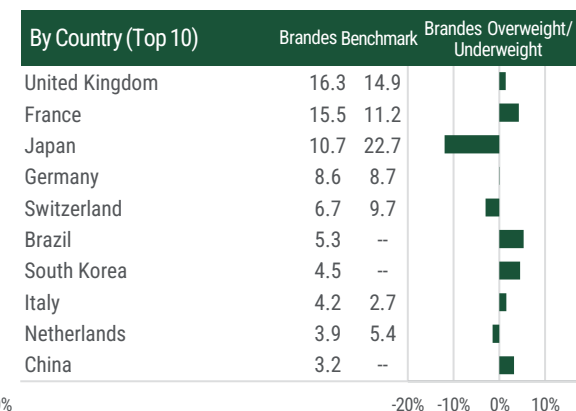 By Country (Top 10) Brandes Benchmark Brandes Overweight/
Underweight
United Kingdom 16.3 14.9
France 15.5 11.2
Japan 10.7 22.7
Germany 8.6 8.7
Switzerland 6.7 9.7
Brazil 5.3 --
South Korea 4.5 --
Italy 4.2 2.7
Netherlands 3.9 5.4
China 3.2 --
% -20% -10% 0% 10%